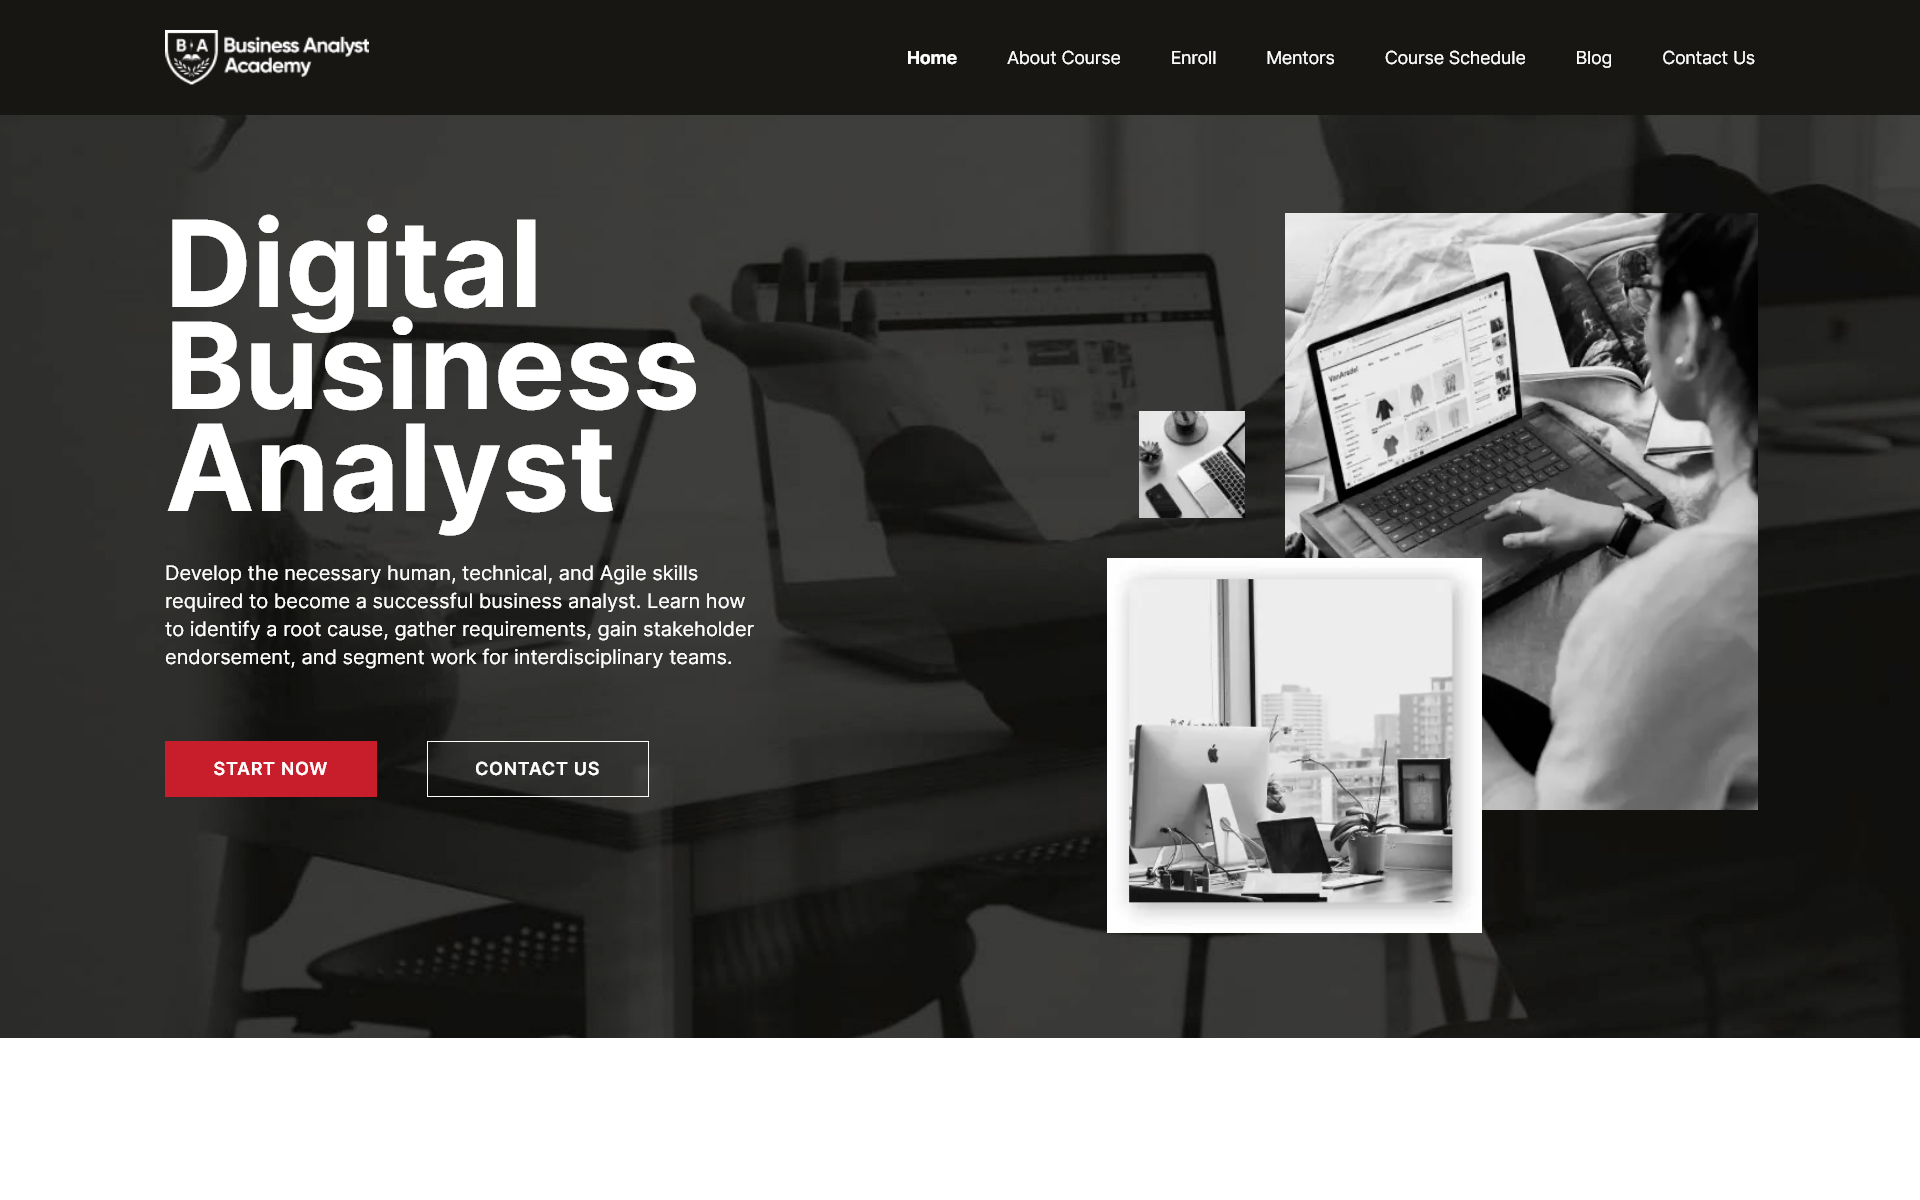 B A Business Analyst
Academy
Home About Course Enroll Mentors Course Schedule Blog Contact Us
Digital
Business
Analyst
Develop the necessary human, technical, and Agile skills
required to become a successful business analyst. Learn how
to identify a root cause, gather requirements, gain stakeholder
endorsement, and segment work for interdisciplinary teams.
START NOW CONTACT US
VanArsdel